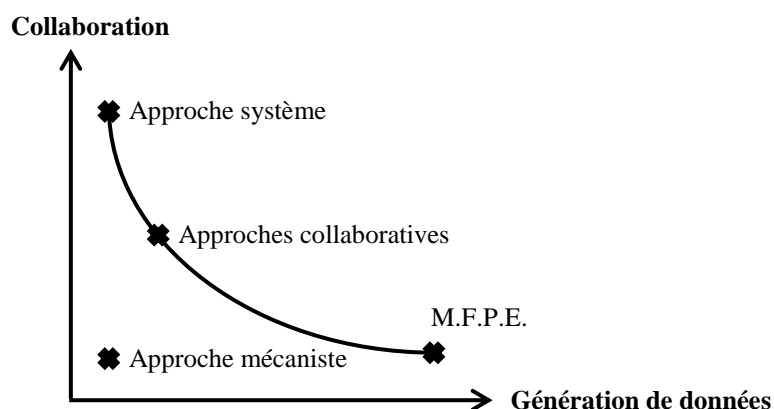 Collaboration
Approche système
Approches collaboratives
M.F.P.E.
Approche mécaniste
Génération de données